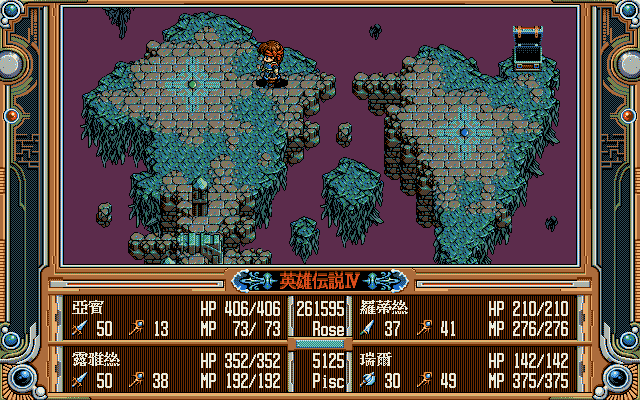 英雄伝説IV
亞賓 HP 406/406 261595 羅蒂絲 HP 210/210
50 13 MP 73/ 73 Rose 37 41 MP 276/276
露雅絲 HP 352/352 5125 瑞爾 HP 142/142
50 38 MP 192/192 Pisc 30 49 MP 375/375